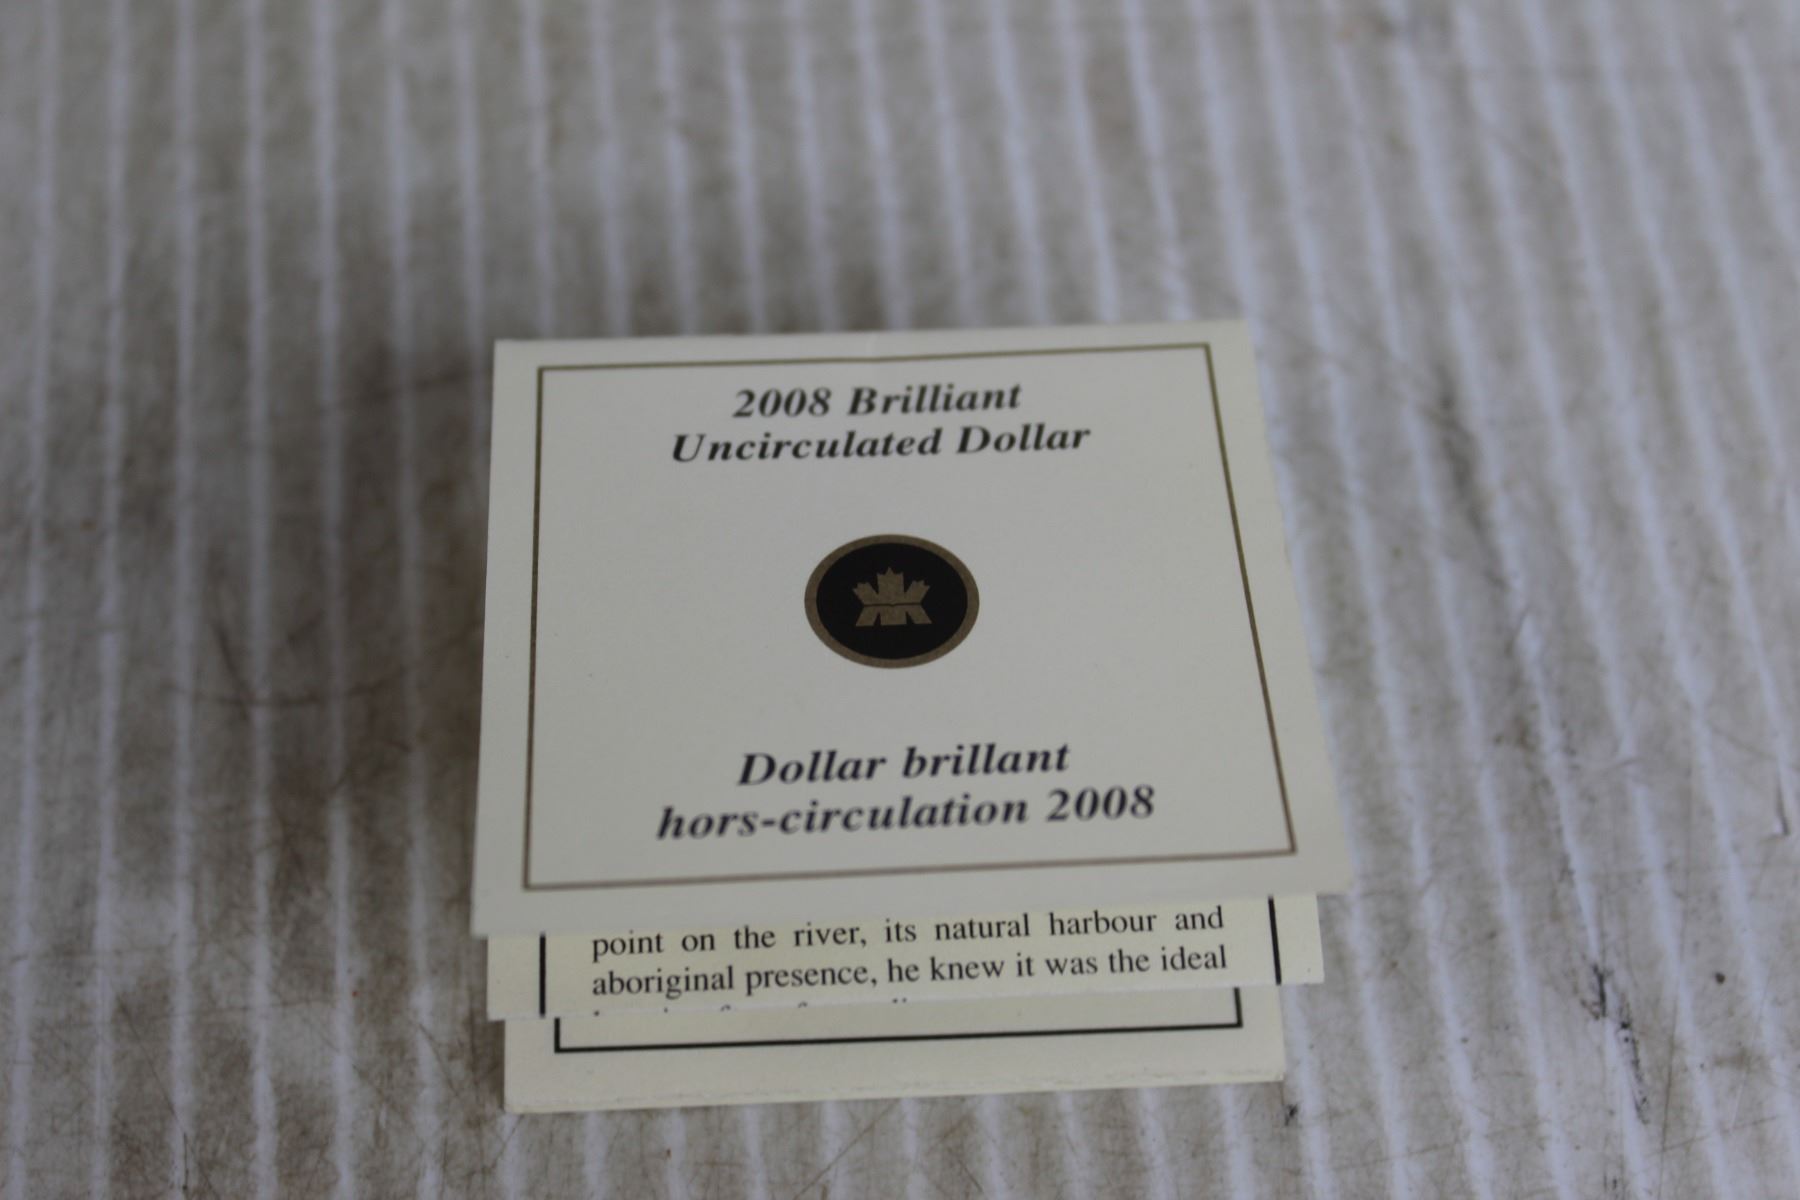 2008 Brilliant
Uncirculated Dollar
Dollar brillant
hors-circulation 2008
point on the river, its natural harbour and
aboriginal presence, he knew it was the ideal